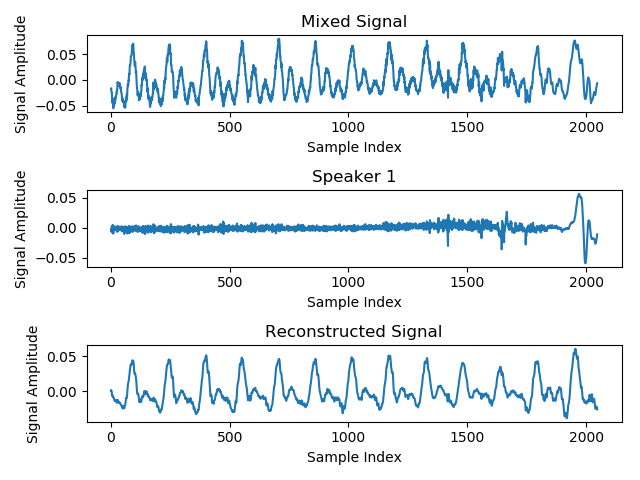 Mixed Signal
Signal Amplitude
0.05
0.00
−0.05
0 500 1000 1500 2000
Sample Index
Speaker 1
Signal Amplitude
0.05
0.00
−0.05
0 500 1000 1500 2000
Sample Index
Reconstructed Signal
Signal Amplitude
0.05
0.00
0 500 1000 1500 2000
Sample Index